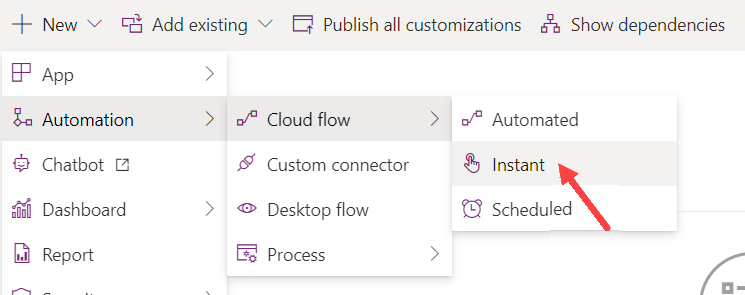 New Add existing Publish all customizations Show dependencies
App
Automation
Chatbot
Dashboard
Report
Cloud flow
Custom connector
Desktop flow
Process
Automated
Instant
Scheduled